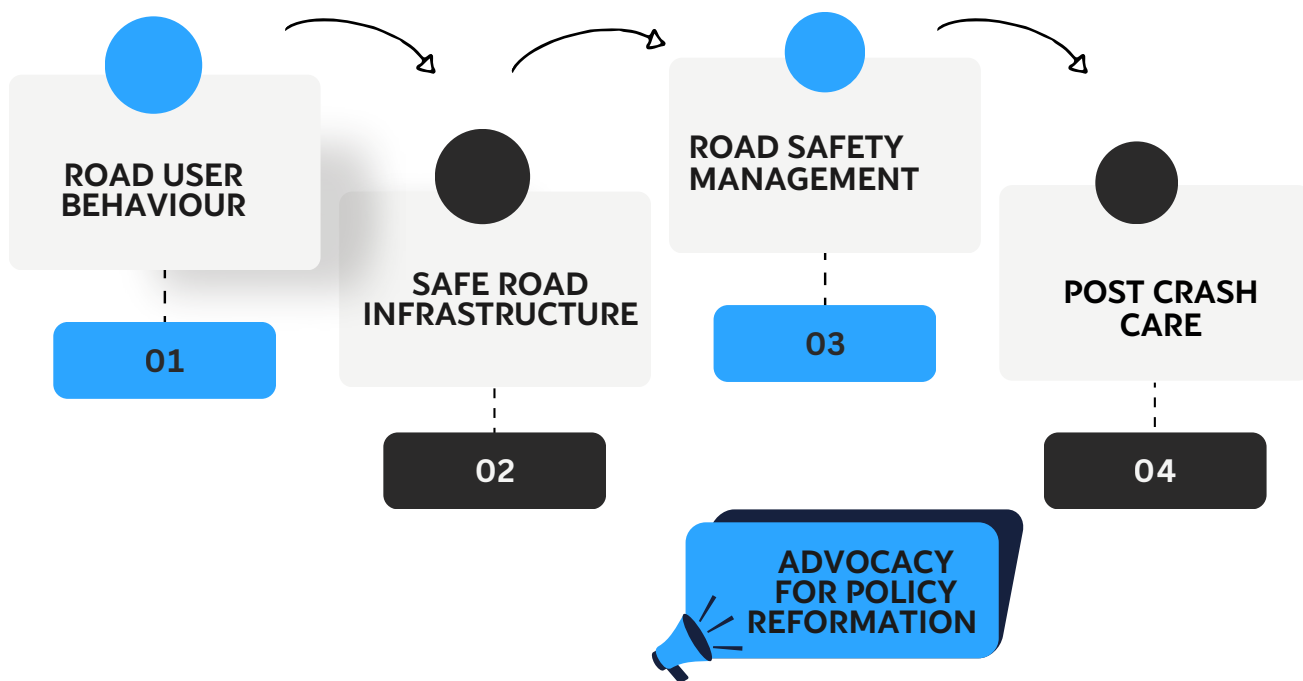 ROAD USER
BEHAVIOUR
01
SAFE ROAD
INFRASTRUCTURE
02
ROAD SAFETY
MANAGEMENT
03
POST CRASH
CARE
04
ADVOCACY
FOR POLICY
REFORMATION